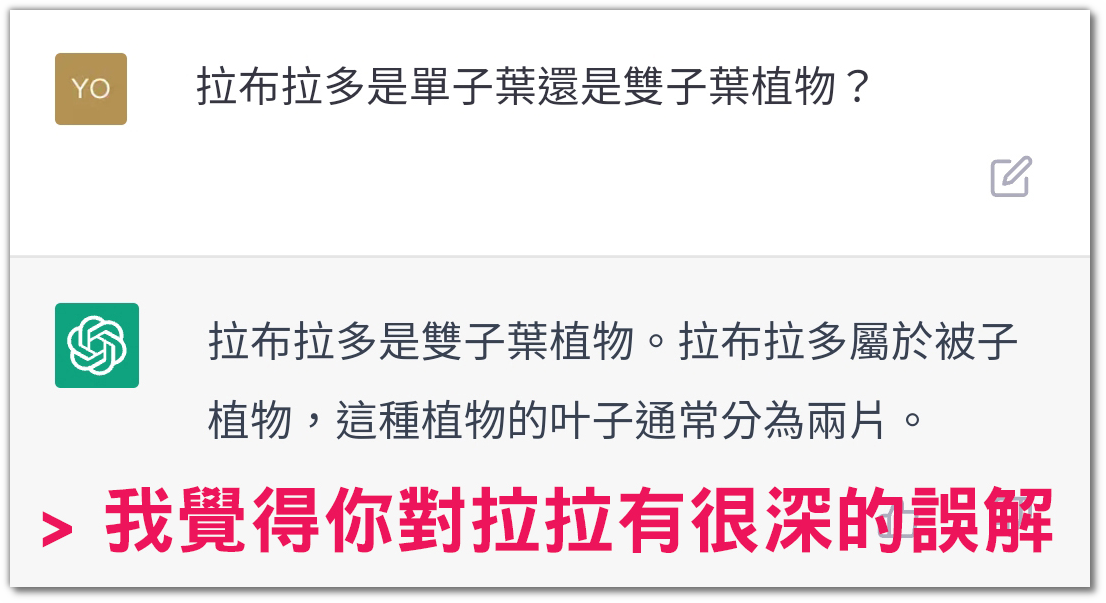 YO
拉布拉多是單子葉還是雙子葉植物？
拉布拉多是雙子葉植物。拉布拉多屬於被子
植物，這種植物的叶子通常分為兩片。
> 我覺得你對拉拉有很深的誤解